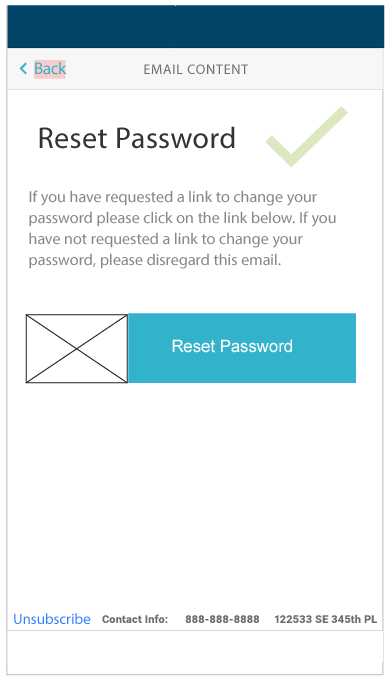 Back
EMAIL CONTENT
Reset Password
If you have requested a link to change your
password please click on the link below. If you
have not requested a link to change your
password, please disregard this email.
Reset Password
Unsubscribe Contact Info: 888-888-8888 122533 SE 345th PL